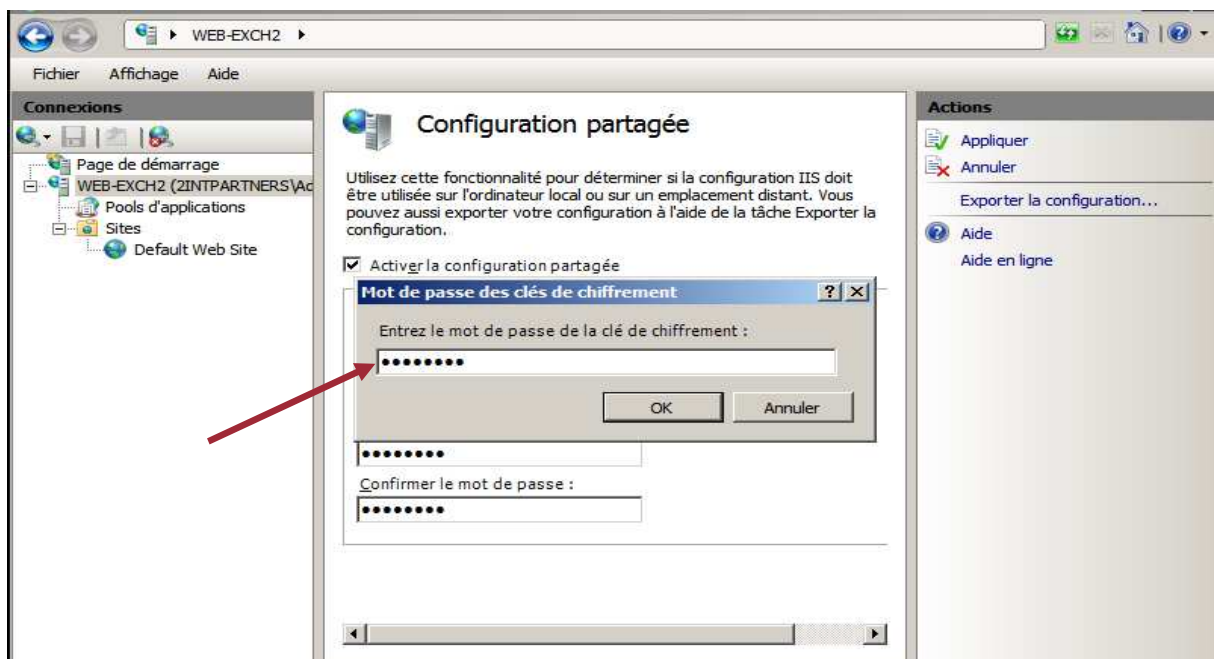 WEB-EXCH2
Fichier Affichage Aide
Connexions
Page de démarrage
WEB-EXCH2 (2INTPARTNERS\Ad
Pools d'applications
Sites
Default Web Site
Configuration partagée
Utilisez cette fonctionnalité pour déterminer si la configuration IIS doit
être utilisée sur l'ordinateur local ou sur un emplacement distant. Vous
pouvez aussi exporter votre configuration à l'aide de la tâche Exporter la
configuration.
Activer la configuration partagée
Mot de passe des clés de chiffrement
Entrez le mot de passe de la clé de chiffrement :
••••••••
OK Annuler
••••••••
Confirmer le mot de passe :
••••••••
Actions
Appliquer
Annuler
Exporter la configuration...
Aide
Aide en ligne